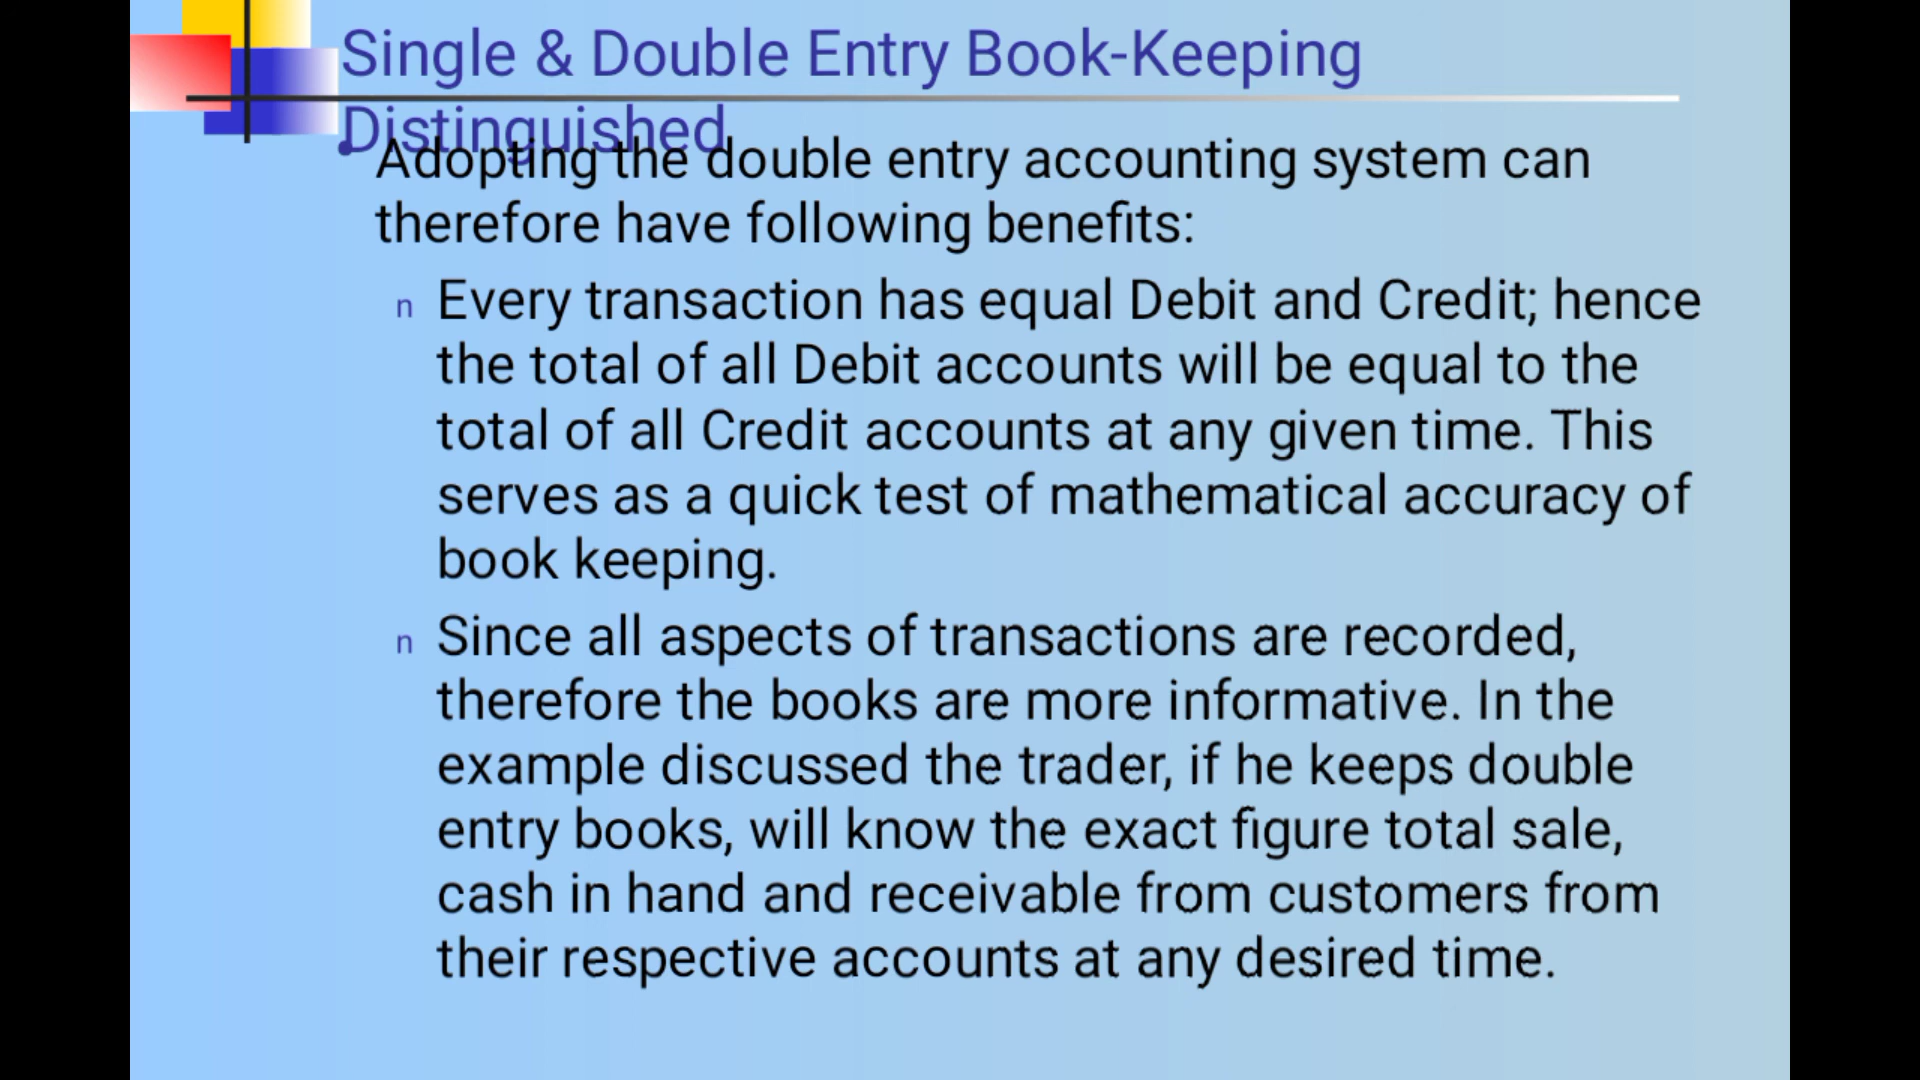 Single & Double Entry Book-Keeping
Distinguished
• Adopting the double entry accounting system can
therefore have following benefits:
n Every transaction has equal Debit and Credit; hence
the total of all Debit accounts will be equal to the
total of all Credit accounts at any given time. This
serves as a quick test of mathematical accuracy of
book keeping.
n Since all aspects of transactions are recorded,
therefore the books are more informative. In the
example discussed the trader, if he keeps double
entry books, will know the exact figure total sale,
cash in hand and receivable from customers from
their respective accounts at any desired time.